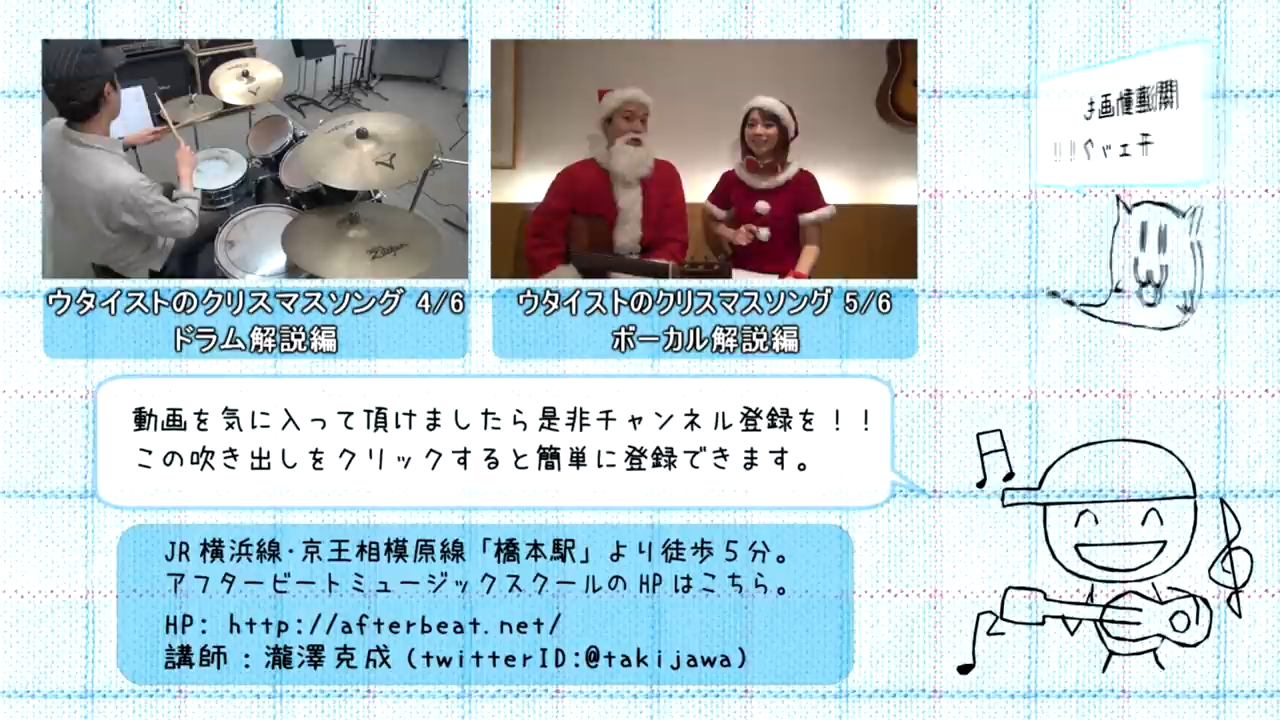 ウタイストのクリスマスソング 4/6
ドラム解説編
ウタイストのクリスマスソング 5/6
ボーカル解説編
動画を気に入って頂けましたら是非チャンネル登録を！！
この吹き出しをクリックすると簡単に登録できます。
JR横浜線･京王相模原線「橋本駅」より徒歩５分。
アフタービートミュージックスクールのHPはこちら。
HP: http://afterbeat.net/
講師：瀧澤克成 (twitterID:@takijawa)
Zildjian